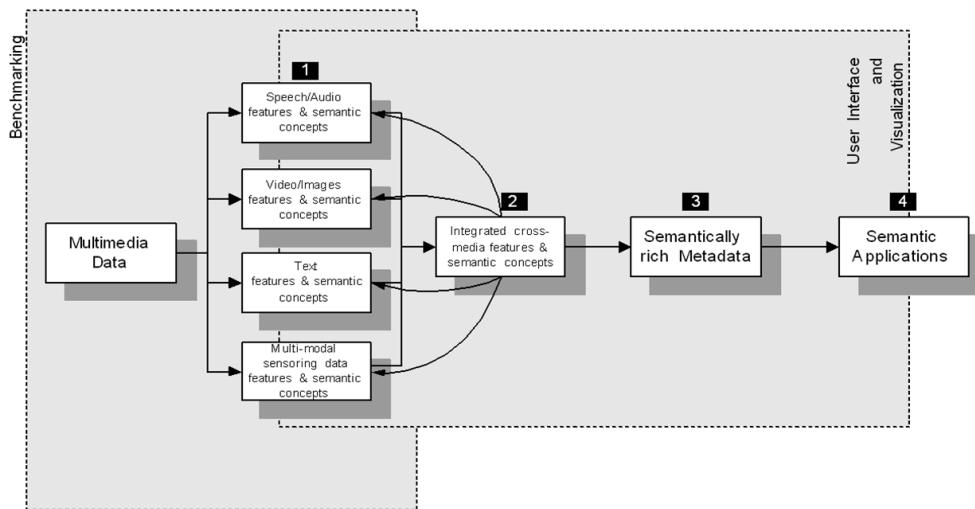 Benchmarking
1
Speech/Audio
features & semantic
concepts
Video/Images
features & semantic
concepts
Multimedia
Data
Text
features & semantic
concepts
Multi-modal
sensoring data
features & semantic
concepts
2
Integrated cross-
media features &
semantic concepts
3
Semantically
rich Metadata
User Interface
and
Visualization
4
Semantic
Applications